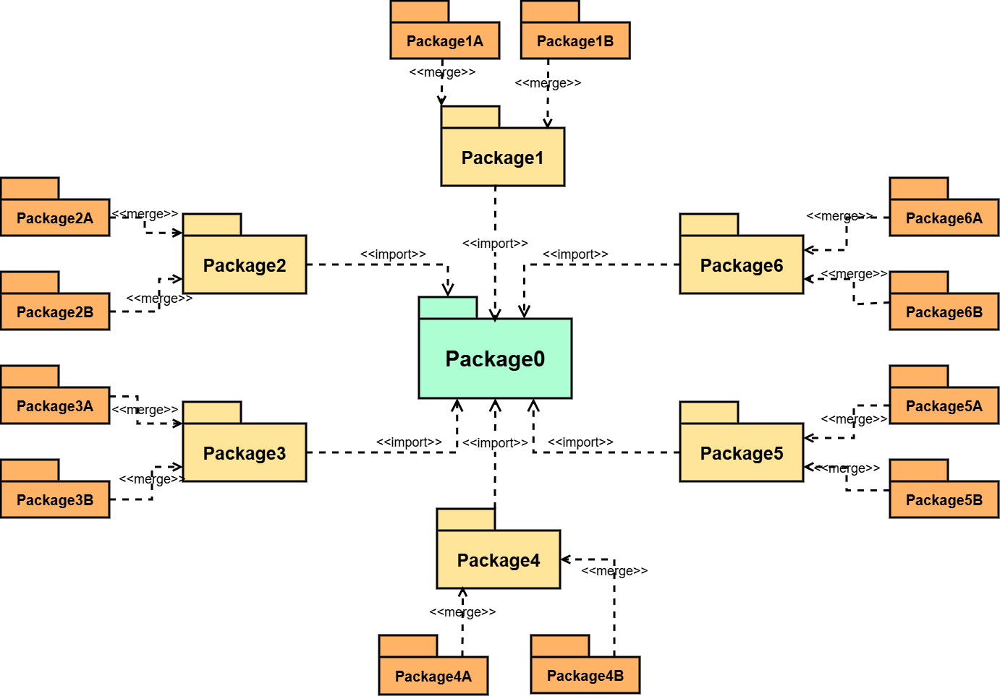 Package1A
Package1B
<<merge>>
<<merge>>
Package1
Package2A
<<merge>>
Package2
Package2B
<<merge>>
<<import>>
<<import>>
<<import>>
Package6
<<merge>>
Package6A
<<merge>>
Package6B
Package0
Package3A
<<merge>>
Package3
Package3B
<<merge>>
<<import>>
<<import>>
<<import>>
Package5
<<merge>>
Package5A
<<merge>>
Package5B
Package4
<<merge>>
<<merge>>
Package4A
Package4B